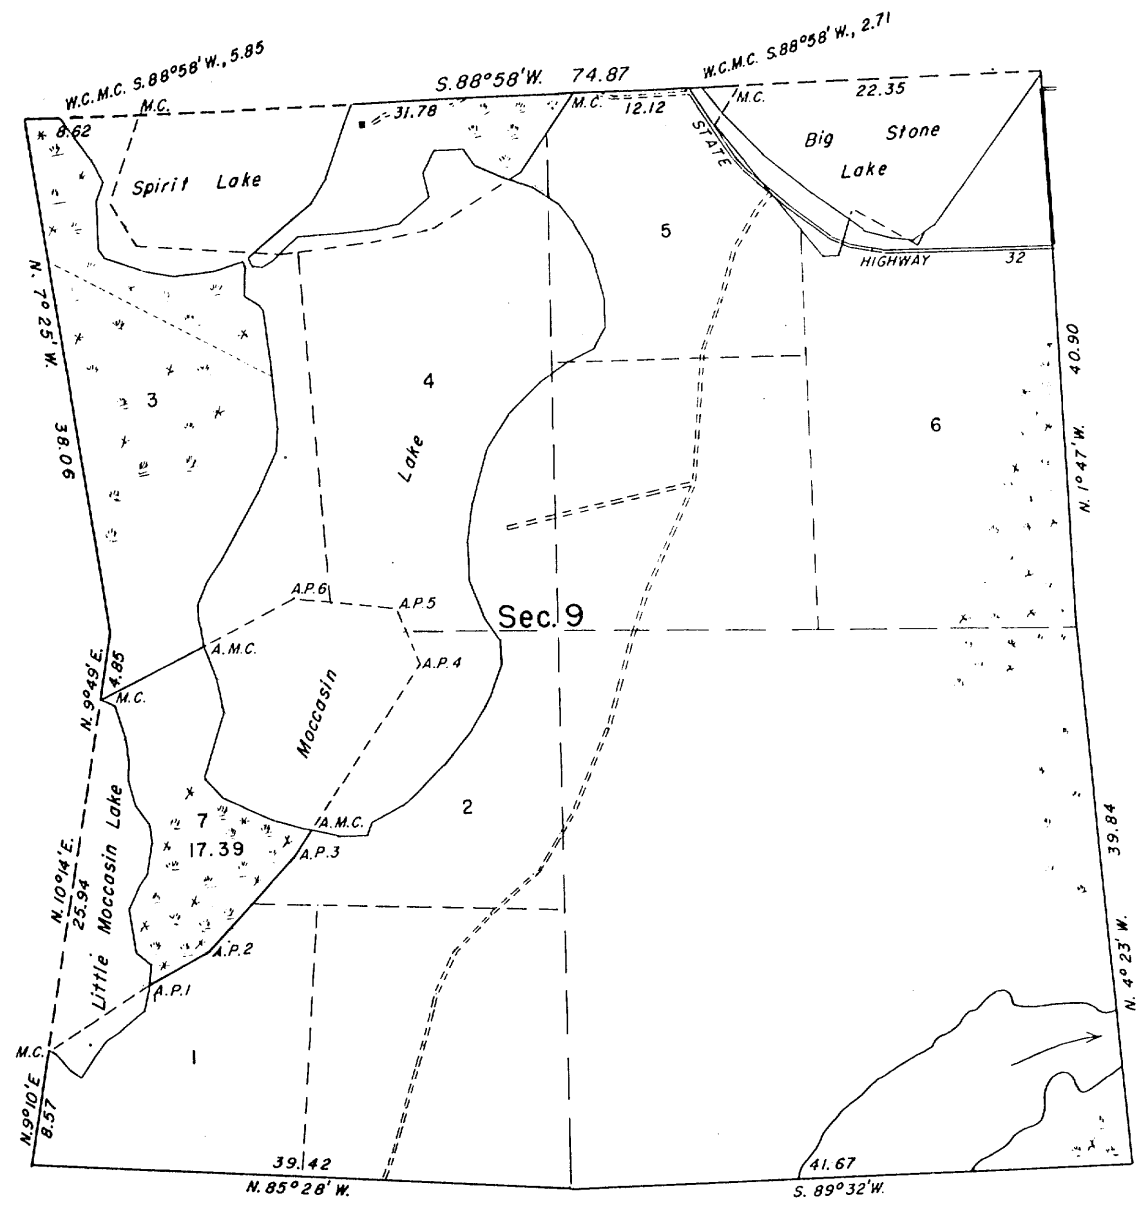 W.C.M.C. S.88°58'W., 5.85
S.88°58'W. 74.87
W.C.M.C. S.88°58'W., 2.71
M.C.
8.62
31.78
M.C.
12.12
M.C.
22.35
Spirit Lake
STATE
Big Stone
Lake
5
HIGHWAY 32
N. 7°25'W. 38.06
3
4
6
40.90
N. 1°47'W.
Lake
A.P.6
A.P.5
Sec. 9
A.M.C.
A.P.4
N. 9°49'E.
4.85
M.C.
Moccasin
Little Moccasin Lake
7
17.39
A.M.C.
2
A.P.3
39.84
N. 10°14'E.
25.94
A.P.2
A.P.1
N. 4°23'W.
M.C.
1
N.9°10'E
8.57
39.42
41.67
N. 85°28'W.
S. 89°32'W.